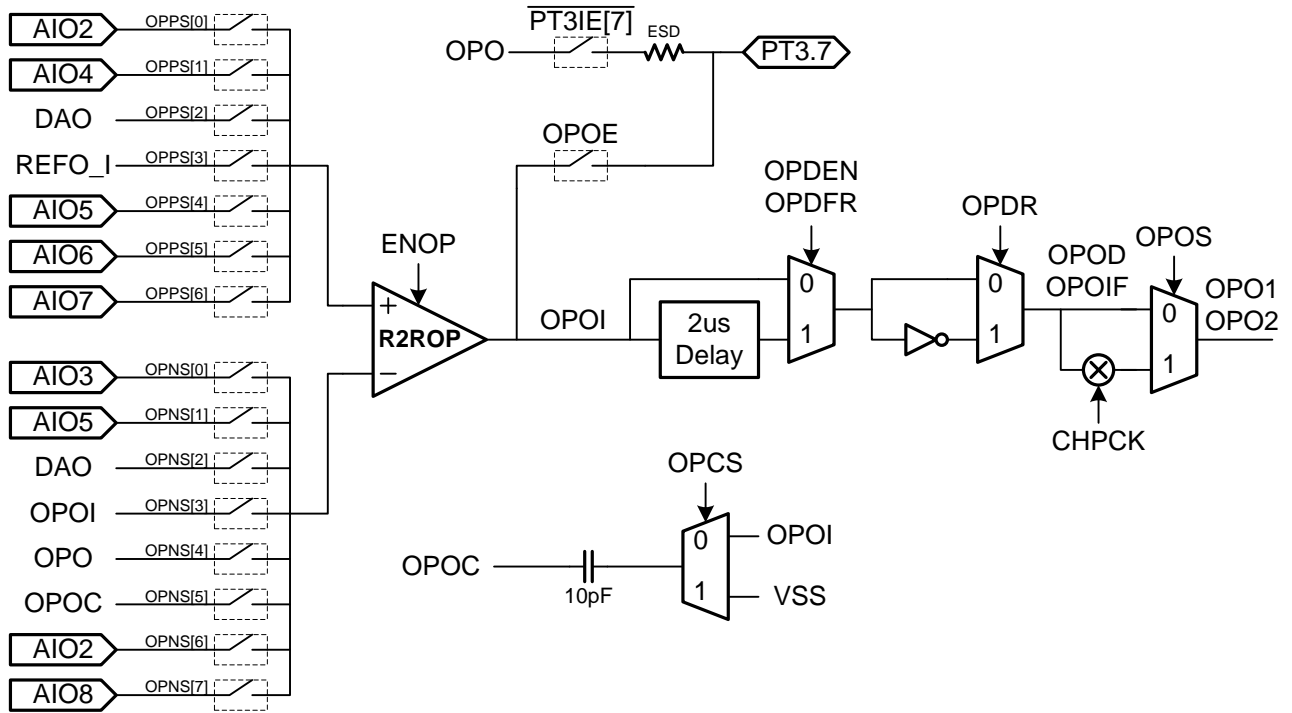 AIO2 OPPS[0]
AIO4 OPPS[1]
DAO OPPS[2]
REFO_I OPPS[3]
AIO5 OPPS[4]
AIO6 OPPS[5]
AIO7 OPPS[6]
AIO3 OPNS[0]
AIO5 OPNS[1]
DAO OPNS[2]
OPOI OPNS[3]
OPO OPNS[4]
OPOC OPNS[5]
AIO2 OPNS[6]
AIO8 OPNS[7]
PT3IE[7]
OPO
ESD
PT3.7
OPOE
ENOP
+
R2ROP
−
OPOI
2us
Delay
OPDEN
OPDFR
0
1
OPDR
0
1
OPOD
OPOIF
CHPCK
OPOS
0
1
OPO1
OPO2
OPCS
OPOC
10pF
0
1
OPOI
VSS